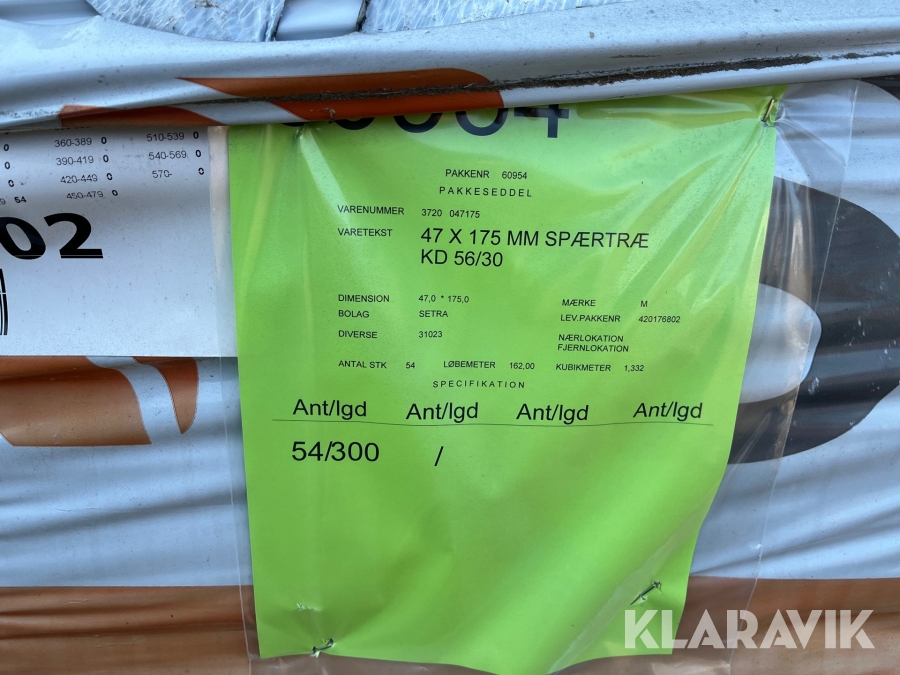 360-389 0
390-419 0
420-449 0
450-479 0
510-539 0
540-569 0
570- 0
54
02
PAKKENR 60954
PAKKESEDDEL
VARENUMMER 3720 047175
VARETEKST 47 X 175 MM SPÆRTRÆ
KD 56/30
DIMENSION 47,0 * 175,0 MÆRKE M
BOLAG SETRA LEV.PAKKENR 420176802
DIVERSE 31023 NÆRLOKATION
FJERNLOKATION
ANTAL STK 54 LØBEMETER 162,00 KUBIKMETER 1,332
SPECIFIKATION
Ant/lgd Ant/lgd Ant/lgd Ant/lgd
54/300 /
KLARAVIK